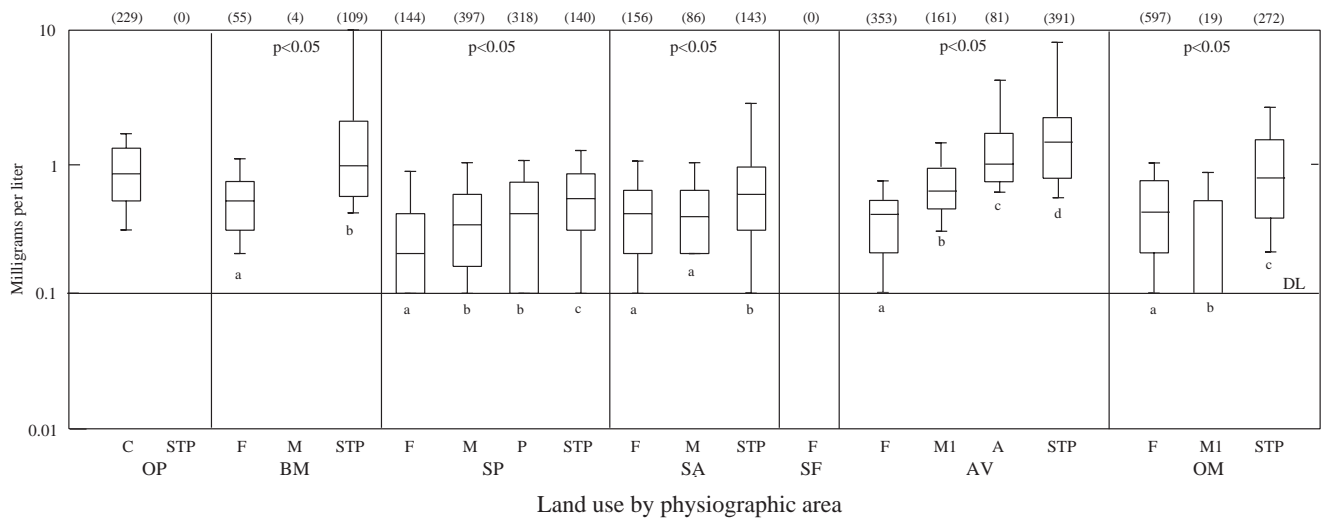 (229) (0) (55) (4) (109) (144) (397) (318) (140) (156) (86) (143) (0) (353) (161) (81) (391) (597) (19) (272)
10
p<0.05 p<0.05 p<0.05 p<0.05 p<0.05
Milligrams per liter
1
a b a b b c a a b a b c d a b c
DL
0.1
0.01
C STP F M STP F M P STP F M STP F F M1 A STP F M1 STP
OP BM SP SA SF AV OM
Land use by physiographic area